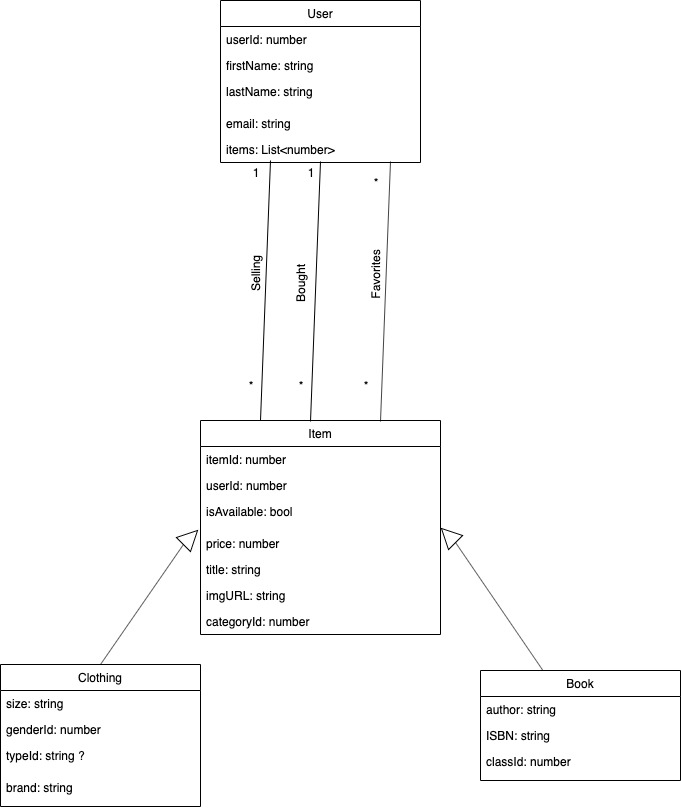 User
userId: number
firstName: string
lastName: string
email: string
items: List<number>
1
1
*
Selling
Bought
Favorites
*
*
*
Item
itemId: number
userId: number
isAvailable: bool
price: number
title: string
imgURL: string
categoryId: number
Clothing
size: string
genderId: number
typeId: string ?
brand: string
Book
author: string
ISBN: string
classId: number